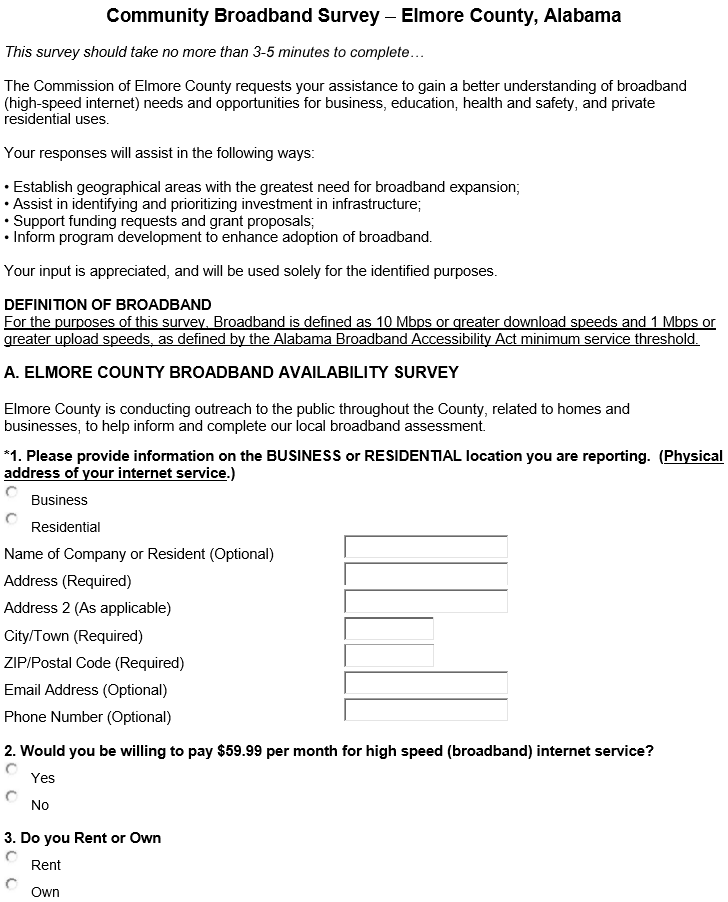 Community Broadband Survey – Elmore County, Alabama
This survey should take no more than 3-5 minutes to complete…
The Commission of Elmore County requests your assistance to gain a better understanding of broadband
(high-speed internet) needs and opportunities for business, education, health and safety, and private
residential uses.
Your responses will assist in the following ways:
• Establish geographical areas with the greatest need for broadband expansion;
• Assist in identifying and prioritizing investment in infrastructure;
• Support funding requests and grant proposals;
• Inform program development to enhance adoption of broadband.
Your input is appreciated, and will be used solely for the identified purposes.
DEFINITION OF BROADBAND
For the purposes of this survey, Broadband is defined as 10 Mbps or greater download speeds and 1 Mbps or
greater upload speeds, as defined by the Alabama Broadband Accessibility Act minimum service threshold.
A. ELMORE COUNTY BROADBAND AVAILABILITY SURVEY
Elmore County is conducting outreach to the public throughout the County, related to homes and
businesses, to help inform and complete our local broadband assessment.
*1. Please provide information on the BUSINESS or RESIDENTIAL location you are reporting. (Physical
address of your internet service.)
Business
Residential
Name of Company or Resident (Optional)
Address (Required)
Address 2 (As applicable)
City/Town (Required)
ZIP/Postal Code (Required)
Email Address (Optional)
Phone Number (Optional)
2. Would you be willing to pay $59.99 per month for high speed (broadband) internet service?
Yes
No
3. Do you Rent or Own
Rent
Own